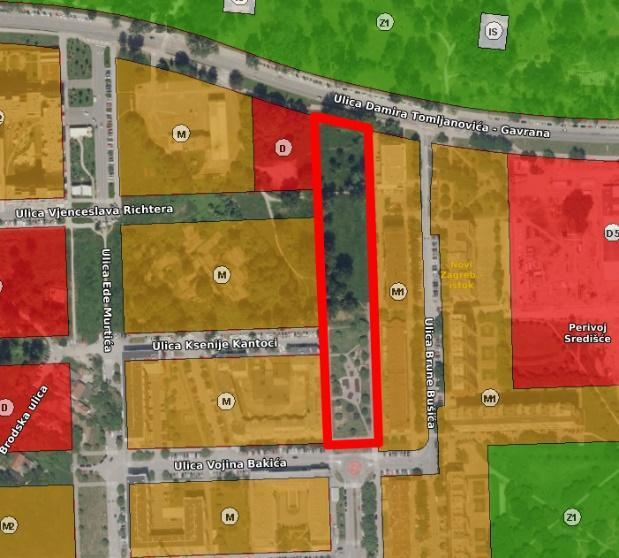 Z1
IS
Ulica Damira Tomljanovića - Gavrana
M
D
Ulica Vjenceslava Richtera
D5
Ulica Ede Murtića
M
Novi
Zagreb
istok
M1
Perivoj
Središće
Ulica Ksenije Kantoci
Ulica Brune Bušića
M
M1
D
Brodska ulica
Ulica Vojina Bakića
M2
M
Z1